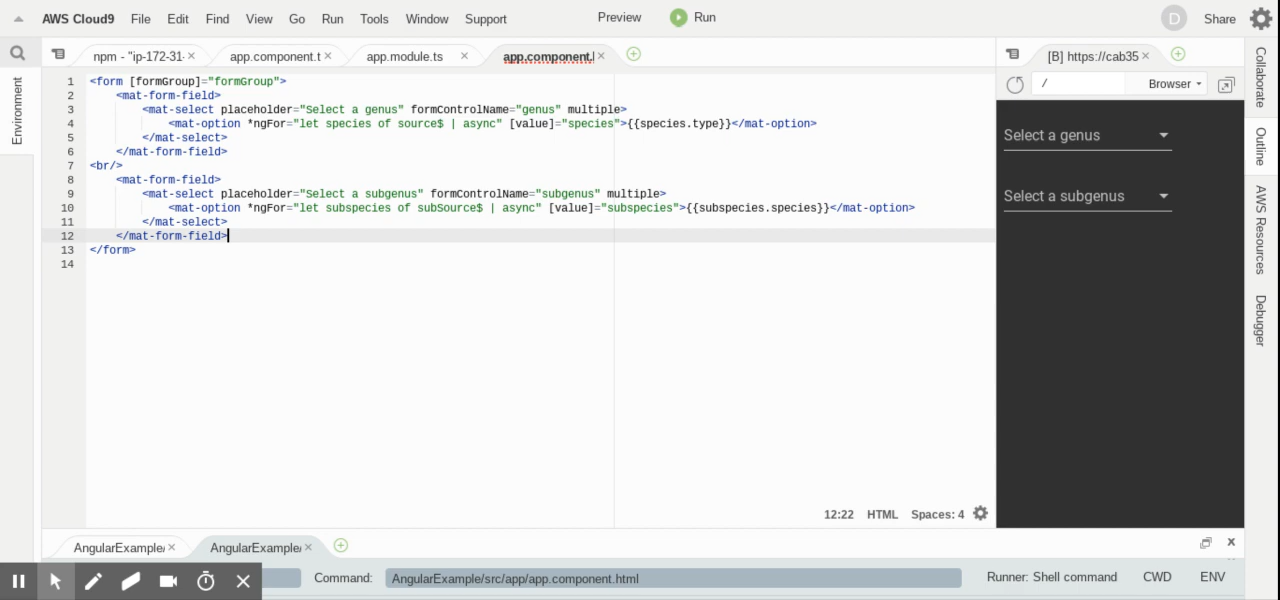 AWS Cloud9 File Edit Find View Go Run Tools Window Support Preview Run D Share
npm - "ip-172-31- app.component.t app.module.ts app.component.l [B] https://cab35
/ Browser
Environment
1 <form [formGroup]="formGroup">
2 <mat-form-field>
3 <mat-select placeholder="Select a genus" formControlName="genus" multiple>
4 <mat-option *ngFor="let species of source$ | async" [value]="species">{{species.type}}</mat-option>
5 </mat-select>
6 </mat-form-field>
7 <br/>
8 <mat-form-field>
9 <mat-select placeholder="Select a subgenus" formControlName="subgenus" multiple>
10 <mat-option *ngFor="let subspecies of subSource$ | async" [value]="subspecies">{{subspecies.species}}</mat-option>
11 </mat-select>
12 </mat-form-field>
13 </form>
14
12:22 HTML Spaces: 4
Select a genus
Select a subgenus
Collaborate
Outline
AWS Resources
Debugger
AngularExample/ AngularExample/
Command: AngularExample/src/app/app.component.html Runner: Shell command CWD ENV